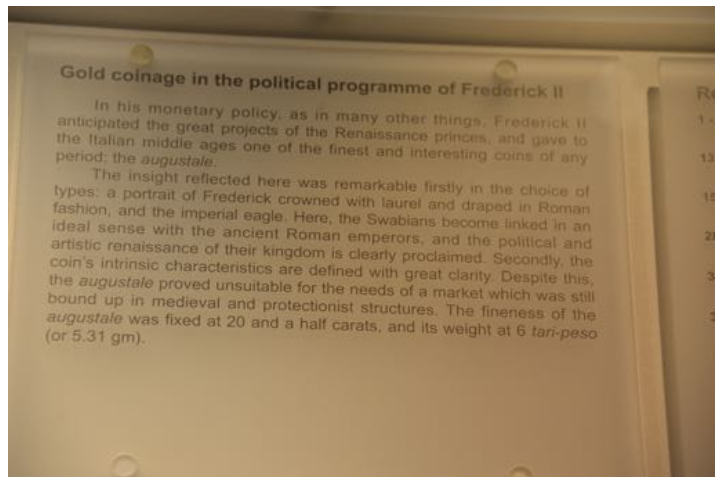 Gold coinage in the political programme of Frederick II
In his monetary policy, as in many other things, Frederick II
anticipated the great projects of the Renaissance princes, and gave to
the Italian middle ages one of the finest and interesting coins of any
period: the augustale.
The insight reflected here was remarkable firstly in the choice of
types: a portrait of Frederick crowned with laurel and draped in Roman
fashion, and the imperial eagle. Here, the Swabians become linked in an
ideal sense with the ancient Roman emperors, and the political and
artistic renaissance of their kingdom is clearly proclaimed. Secondly, the
coin's intrinsic characteristics are defined with great clarity. Despite this,
the augustale proved unsuitable for the needs of a market which was still
bound up in medieval and protectionist structures. The fineness of the
augustale was fixed at 20 and a half carats, and its weight at 6 tari-peso
(or 5.31 gm).
1 -
13